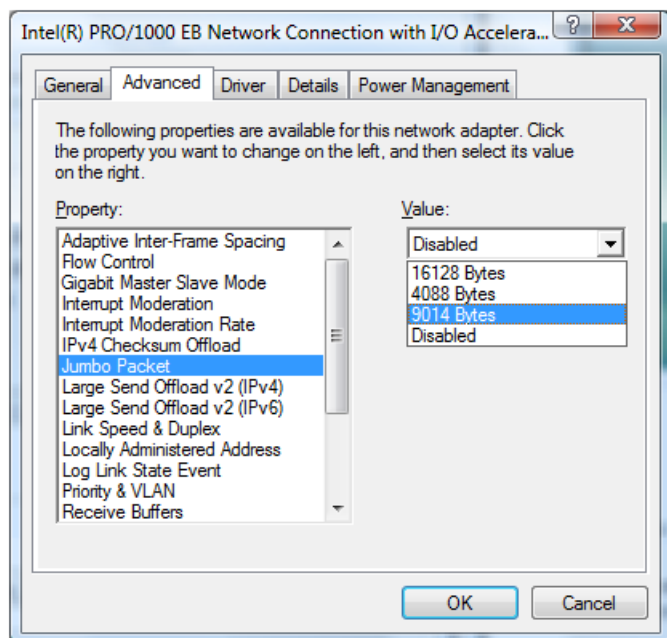 Intel(R) PRO/1000 EB Network Connection with I/O Accelera...
General Advanced Driver Details Power Management
The following properties are available for this network adapter. Click
the property you want to change on the left, and then select its value
on the right.
Property:
Adaptive Inter-Frame Spacing
Flow Control
Gigabit Master Slave Mode
Interrupt Moderation
Interrupt Moderation Rate
IPv4 Checksum Offload
Jumbo Packet
Large Send Offload v2 (IPv4)
Large Send Offload v2 (IPv6)
Link Speed & Duplex
Locally Administered Address
Log Link State Event
Priority & VLAN
Receive Buffers
Value:
Disabled
16128 Bytes
4088 Bytes
9014 Bytes
Disabled
OK Cancel